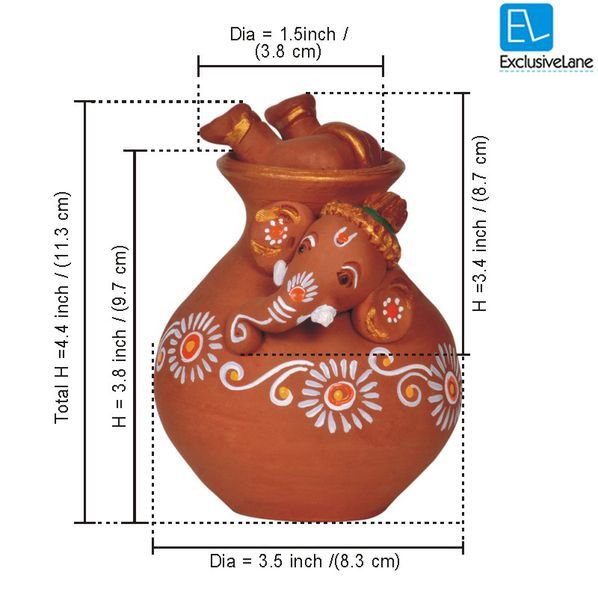 Dia = 1.5inch /
(3.8 cm)
EL
ExclusiveLane
Total H =4.4 inch / (11.3 cm)
H = 3.8 inch / (9.7 cm)
H =3.4 inch / (8.7 cm)
Dia = 3.5 inch /(8.3 cm)